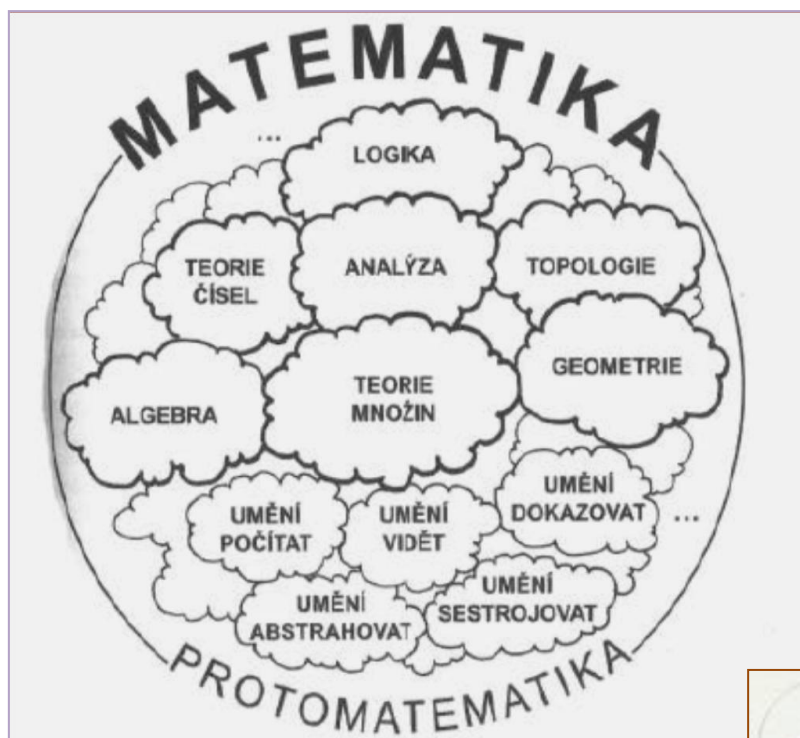 MATEMATIKA
...
LOGIKA
TEORIE
ČÍSEL
ANALÝZA
TOPOLOGIE
ALGEBRA
TEORIE
MNOŽIN
GEOMETRIE
UMĚNÍ
POČÍTAT
UMĚNÍ
VIDĚT
UMĚNÍ
DOKAZOVAT
...
UMĚNÍ
ABSTRAHOVAT
UMĚNÍ
SESTROJOVAT
PROTOMATEMATIKA